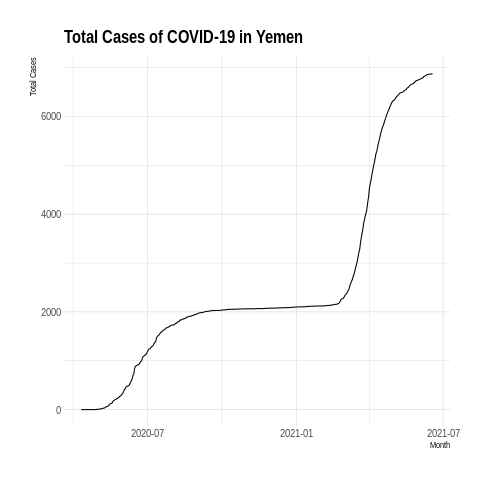 Total Cases of COVID-19 in Yemen
Total Cases
6000
4000
2000
0
2020-07
2021-01
2021-07
Month